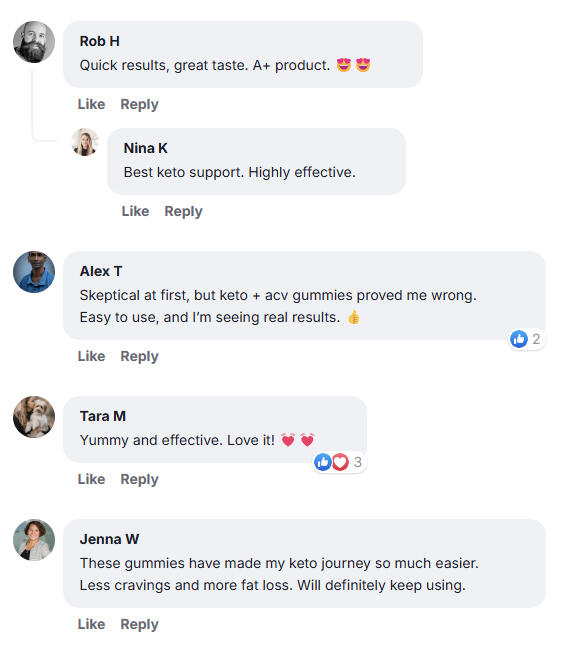 Rob H
Quick results, great taste. A+ product. 😍 😍
Like Reply
Nina K
Best keto support. Highly effective.
Like Reply
Alex T
Skeptical at first, but keto + acv gummies proved me wrong.
Easy to use, and I’m seeing real results. 👍
2
Like Reply
Tara M
Yummy and effective. Love it! 💓 💓
3
Like Reply
Jenna W
These gummies have made my keto journey so much easier.
Less cravings and more fat loss. Will definitely keep using.
Like Reply